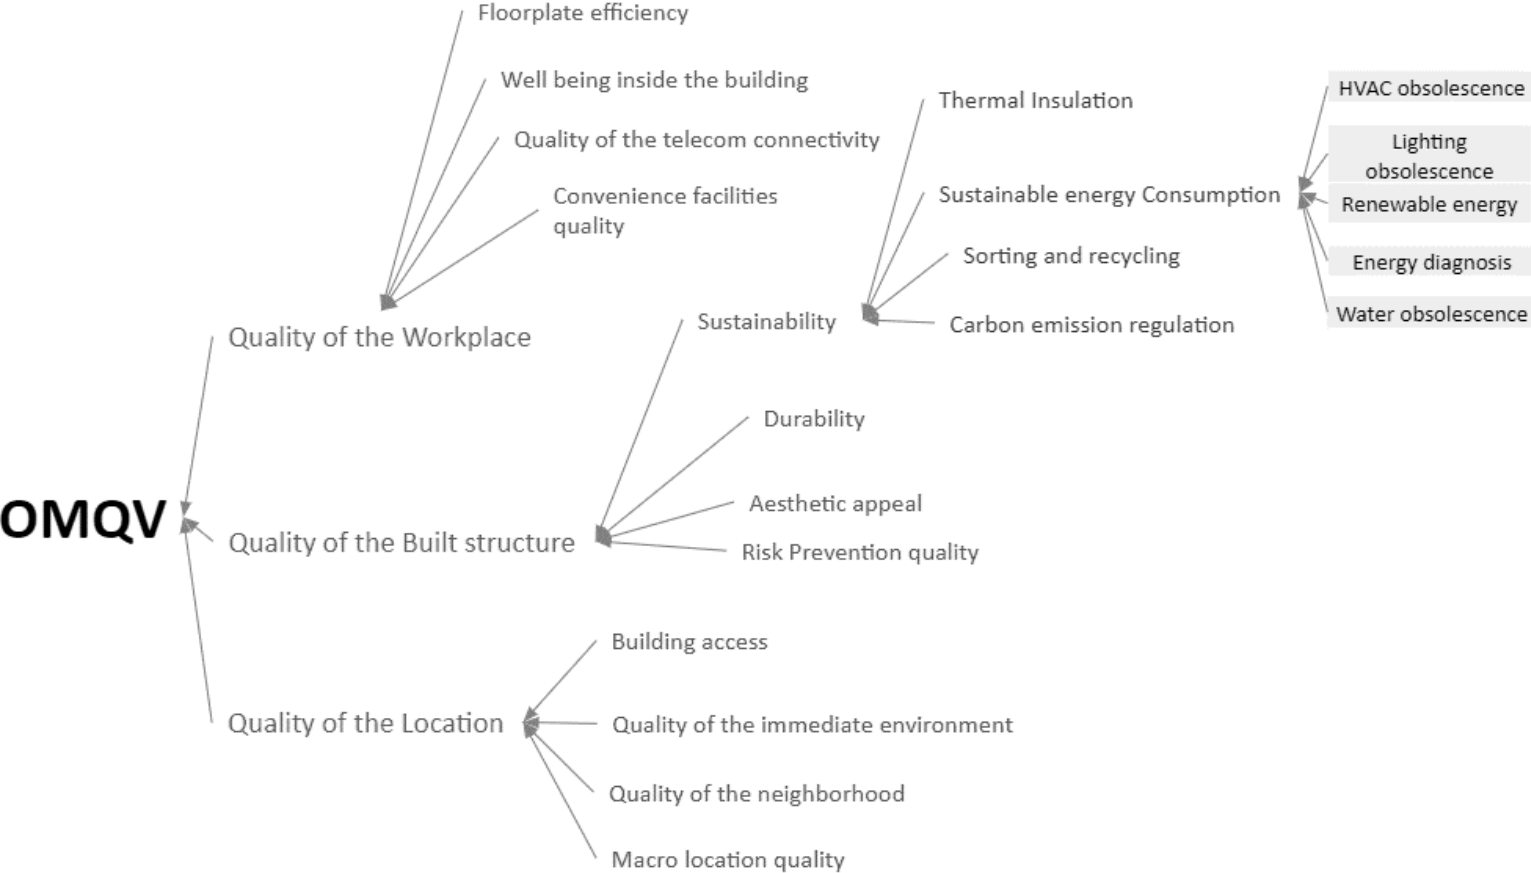 Floorplate efficiency
Well being inside the building
Quality of the telecom connectivity
Convenience facilities
quality
Quality of the Workplace
Thermal Insulation
Sustainable energy Consumption
Sorting and recycling
Carbon emission regulation
Sustainability
HVAC obsolescence
Lighting
obsolescence
Renewable energy
Energy diagnosis
Water obsolescence
Durability
Aesthetic appeal
Risk Prevention quality
OMQV
Quality of the Built structure
Building access
Quality of the immediate environment
Quality of the neighborhood
Macro location quality
Quality of the Location